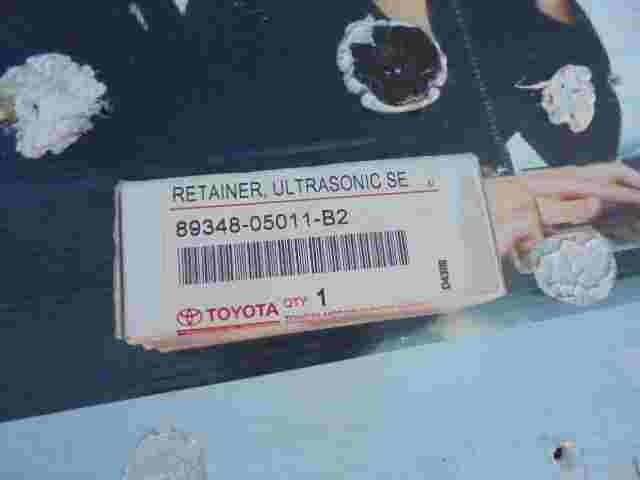 RETAINER, ULTRASONIC SE
89348-05011-B2
TOYOTA QTY 1